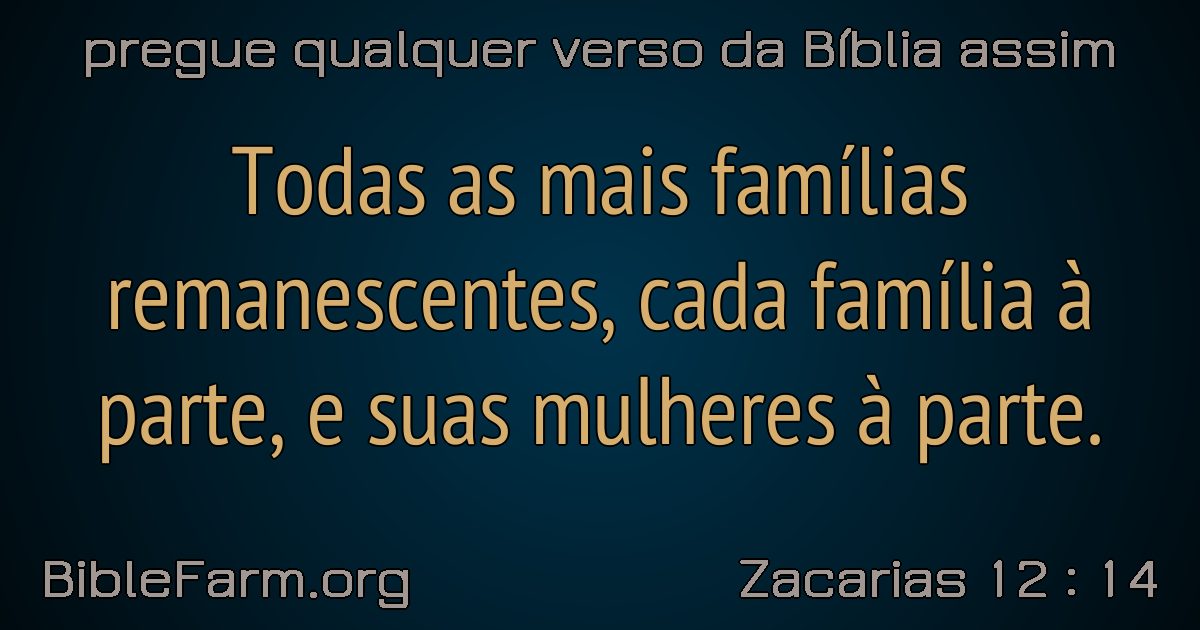 pregue qualquer verso da Bíblia assim
Todas as mais famílias
remanescentes, cada família à
parte, e suas mulheres à parte.
BibleFarm.org
Zacarias 12 : 14